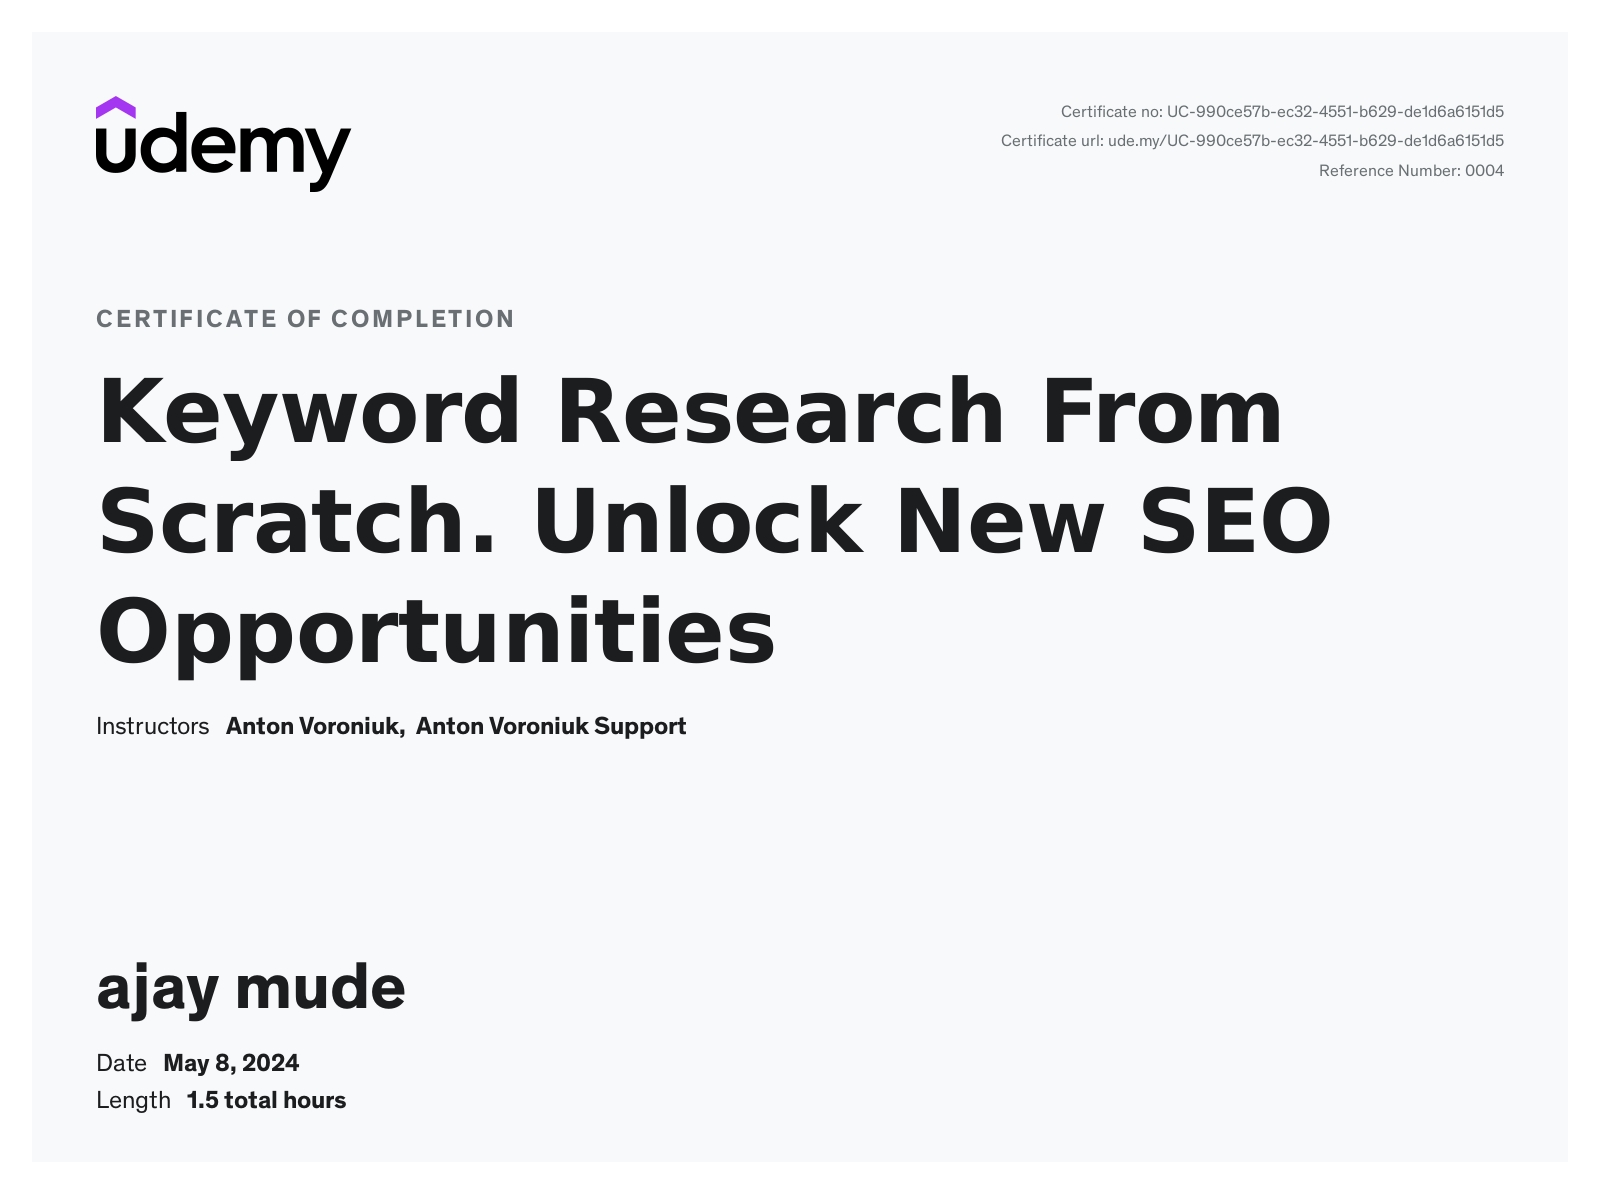 udemy
Certificate no: UC-990ce57b-ec32-4551-b629-de1d6a6151d5
Certificate url: ude.my/UC-990ce57b-ec32-4551-b629-de1d6a6151d5
Reference Number: 0004
CERTIFICATE OF COMPLETION
Keyword Research From
Scratch. Unlock New SEO
Opportunities
Instructors Anton Voroniuk, Anton Voroniuk Support
ajay mude
Date May 8, 2024
Length 1.5 total hours